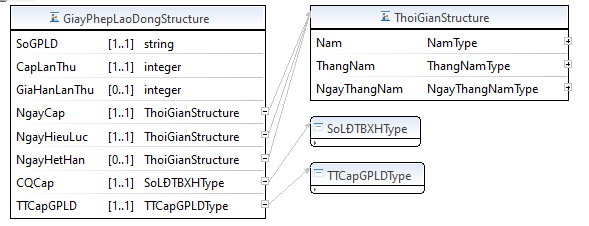 GiayPhepLaoDongStructure
SoGPLD [1..1] string
CapLanThu [1..1] integer
GiaHanLanThu [0..1] integer
NgayCap [1..1] ThoiGianStructure
NgayHieuLuc [1..1] ThoiGianStructure
NgayHetHan [0..1] ThoiGianStructure
CQCap [1..1] SoLĐTBXHType
TTCapGPLD [1..1] TTCapGPLDType
ThoiGianStructure
Nam NamType
ThangNam ThangNamType
NgayThangNam NgayThangNamType
SoLĐTBXHType
TTCapGPLDType